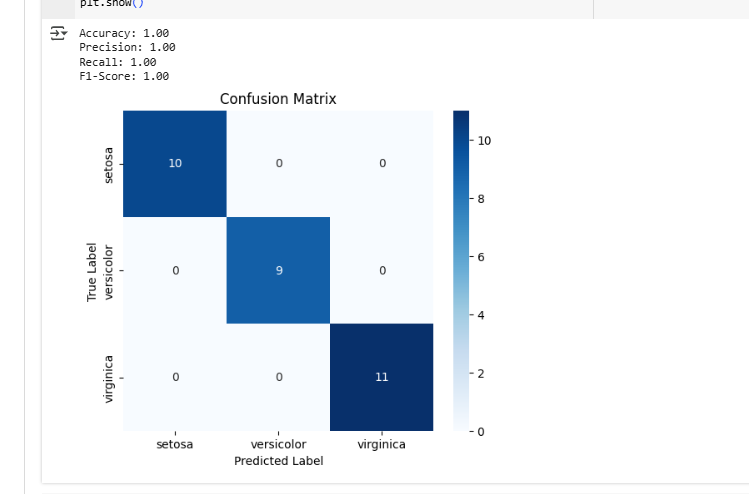 plt.show()
Accuracy: 1.00
Precision: 1.00
Recall: 1.00
F1-Score: 1.00
Confusion Matrix
setosa
10 0 0
10
8
True Label
versicolor
0 9 0
6
4
virginica
0 0 11
2
0
setosa versicolor virginica
Predicted Label